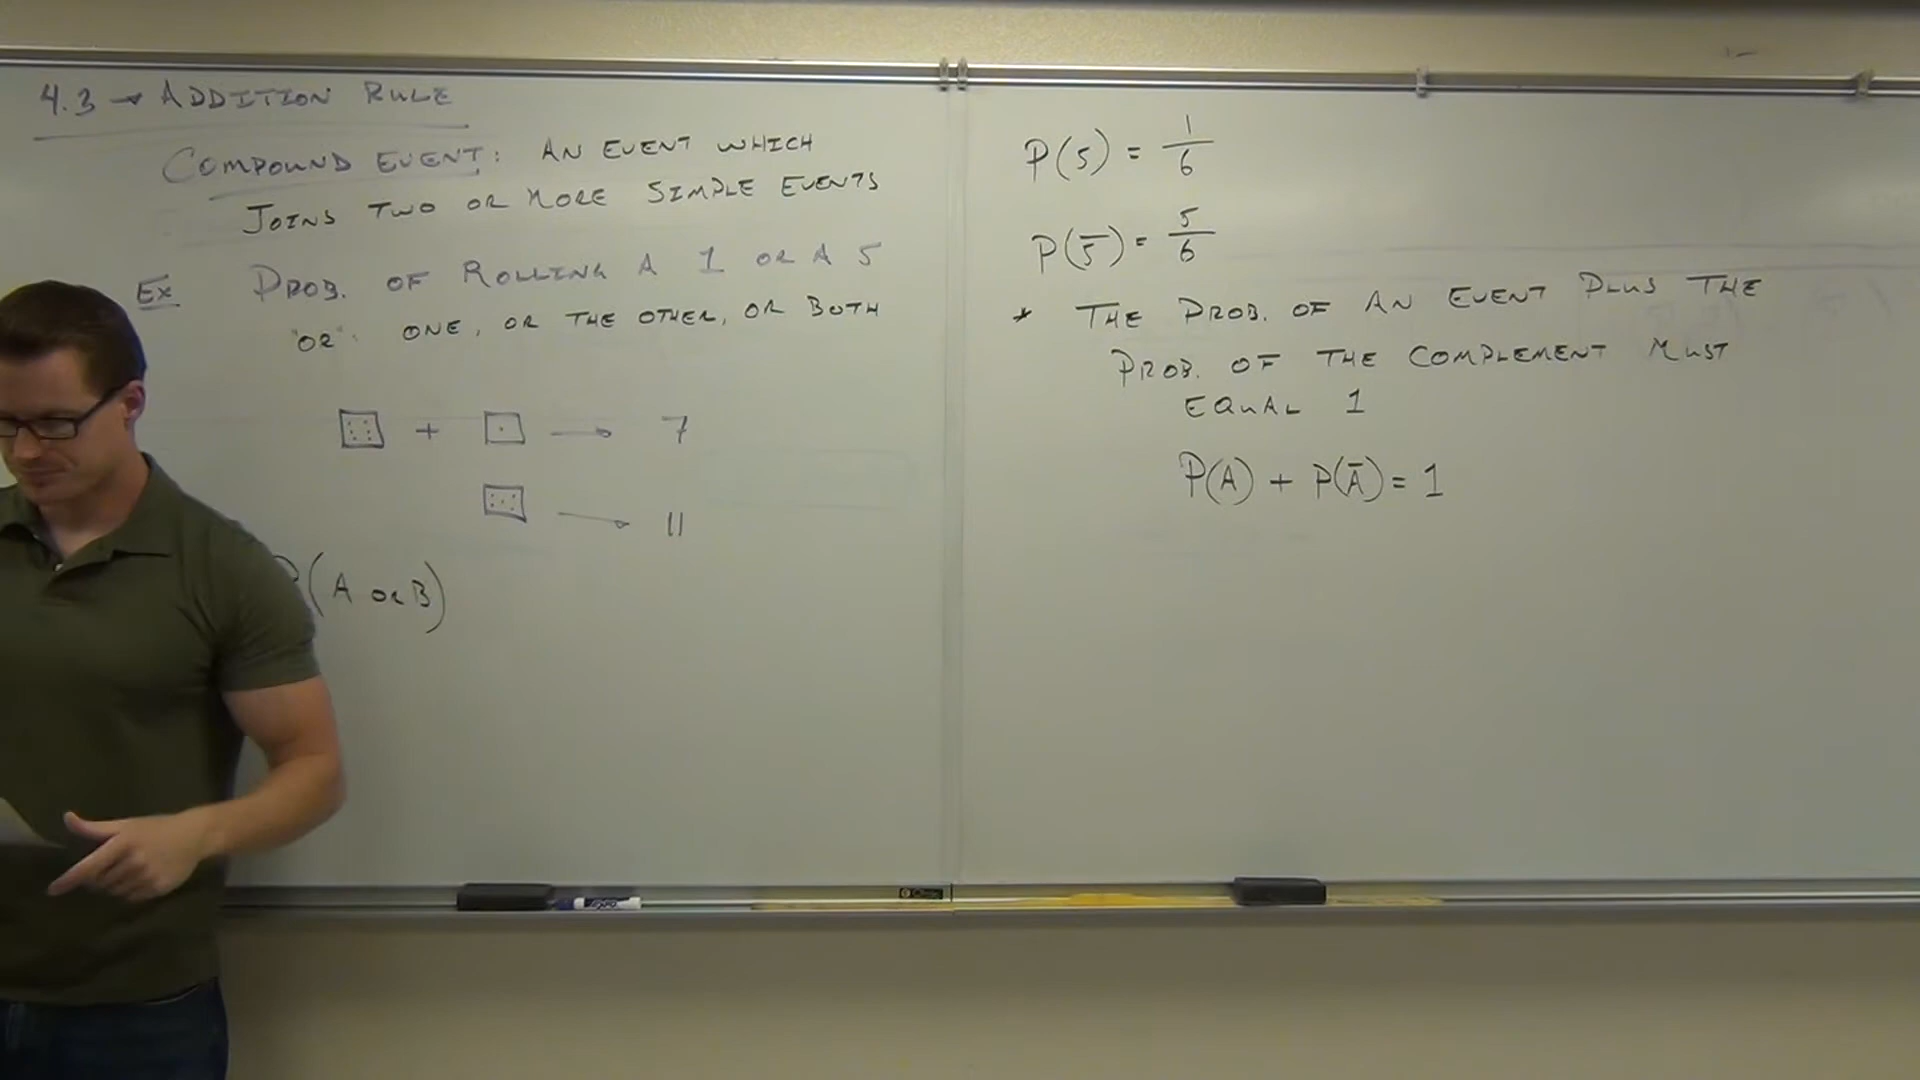 4.3 → ADDITION RULE
COMPOUND EVENT: AN EVENT WHICH
JOINS TWO OR MORE SIMPLE EVENTS
Ex PROB. OF ROLLING A 1 OR A 5
"OR": ONE, OR THE OTHER, OR BOTH
+ → 7
→ 11
P(A OR B)
P(5) = 1/6
P(5̅) = 5/6
* THE PROB. OF AN EVENT PLUS THE
PROB. OF THE COMPLEMENT MUST
EQUAL 1
P(A) + P(A̅) = 1